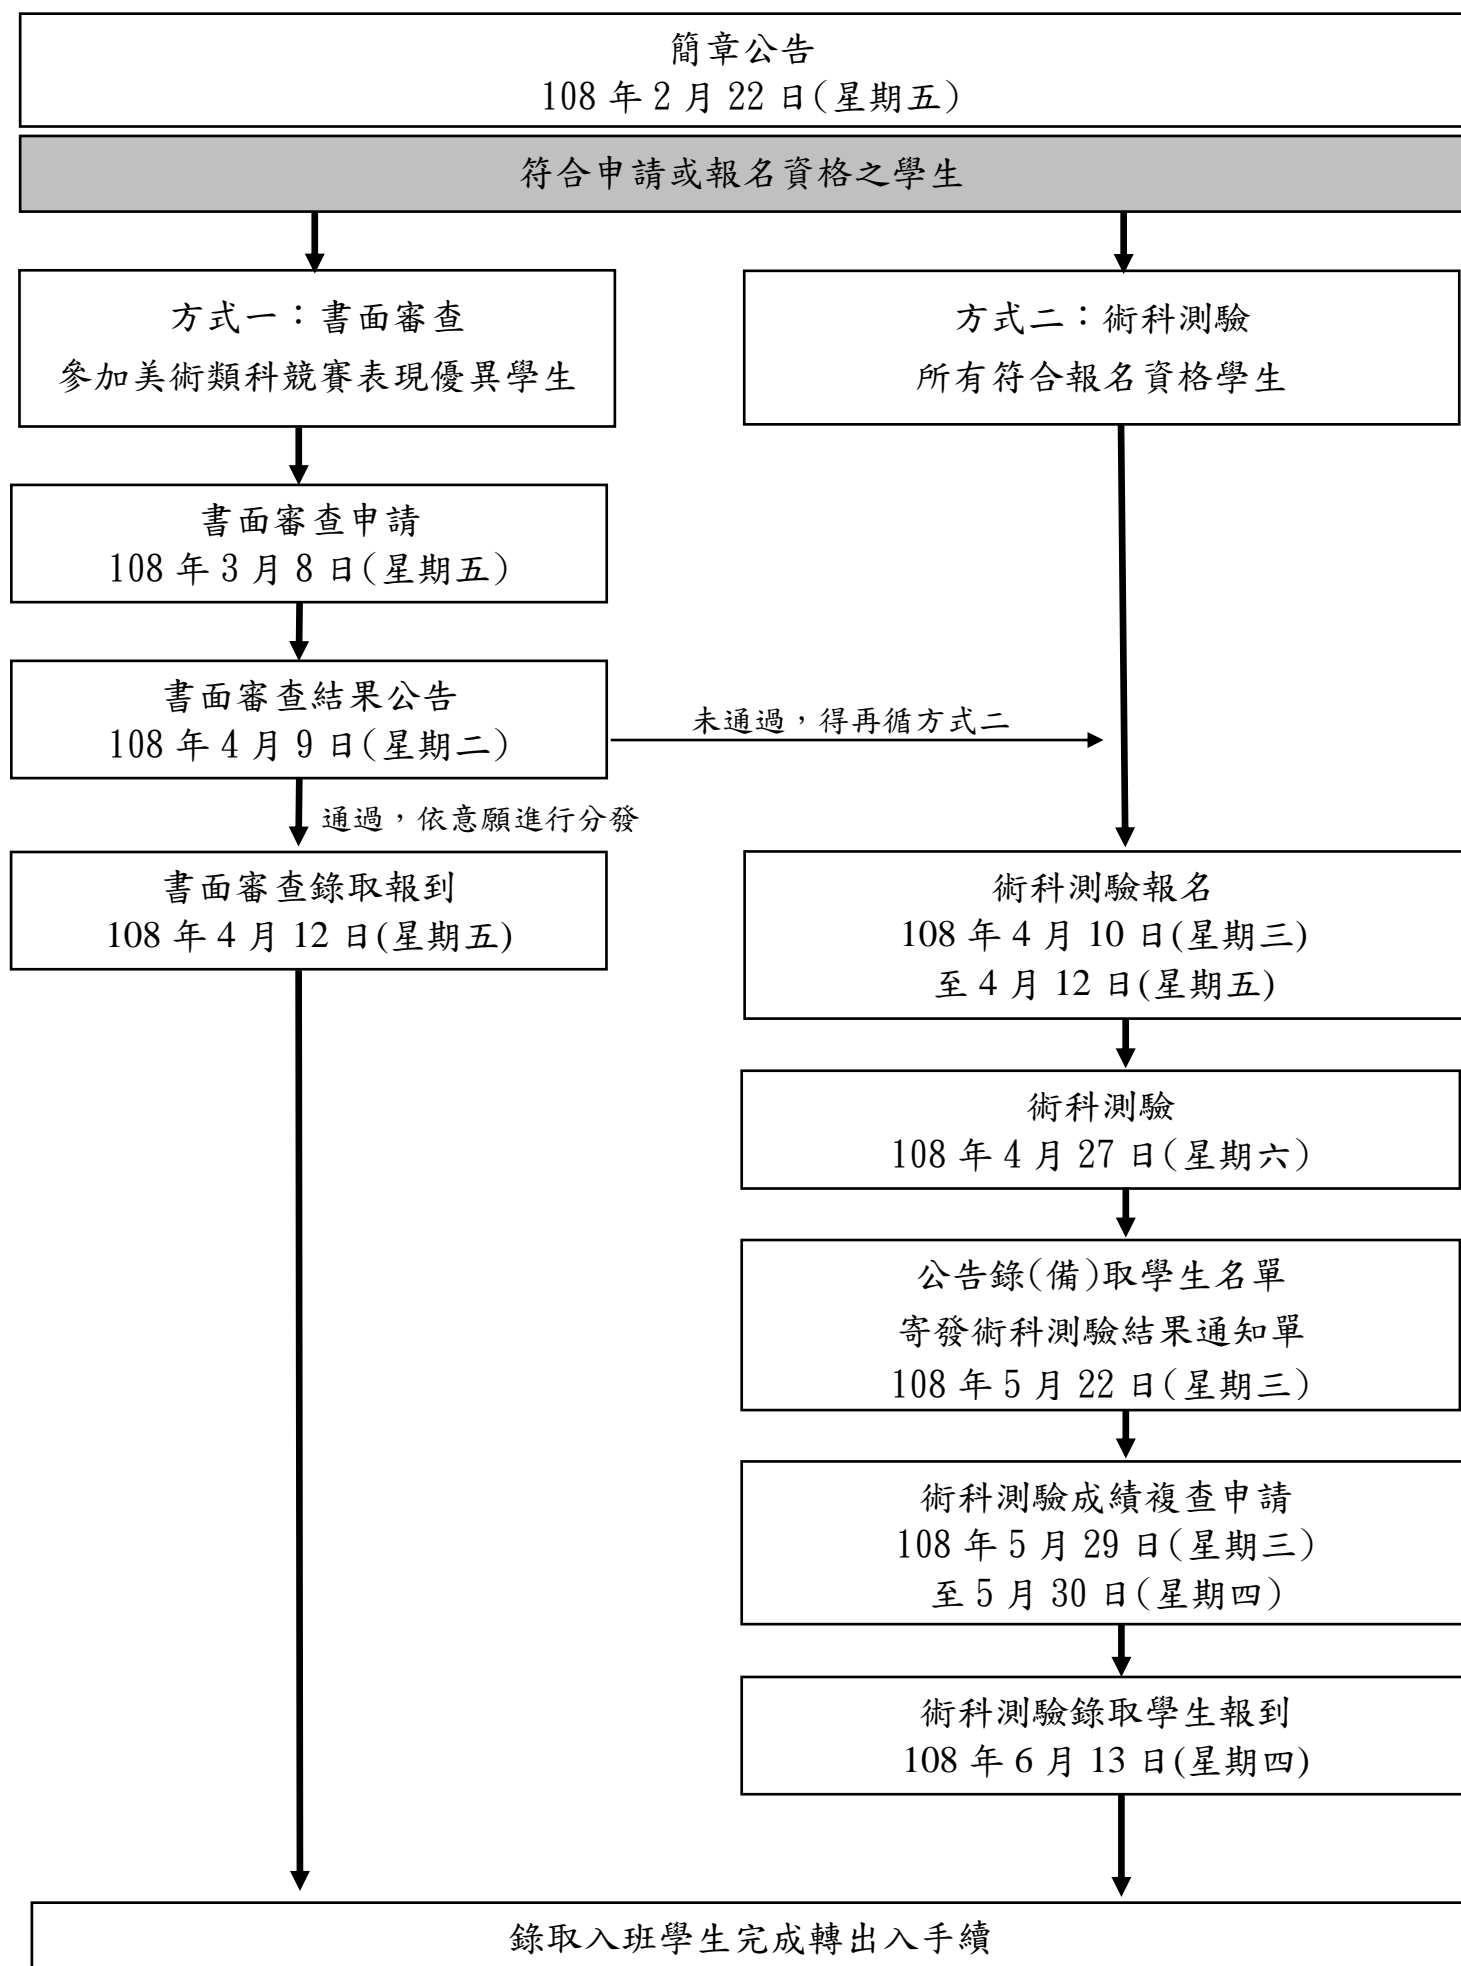 簡章公告
108 年 2 月 22 日(星期五)
符合申請或報名資格之學生
方式一：書面審查
參加美術類科競賽表現優異學生
方式二：術科測驗
所有符合報名資格學生
書面審查申請
108 年 3 月 8 日(星期五)
書面審查結果公告
108 年 4 月 9 日(星期二)
未通過，得再循方式二
通過，依意願進行分發
書面審查錄取報到
108 年 4 月 12 日(星期五)
術科測驗報名
108 年 4 月 10 日(星期三)
至 4 月 12 日(星期五)
術科測驗
108 年 4 月 27 日(星期六)
公告錄(備)取學生名單
寄發術科測驗結果通知單
108 年 5 月 22 日(星期三)
術科測驗成績複查申請
108 年 5 月 29 日(星期三)
至 5 月 30 日(星期四)
術科測驗錄取學生報到
108 年 6 月 13 日(星期四)
錄取入班學生完成轉出入手續